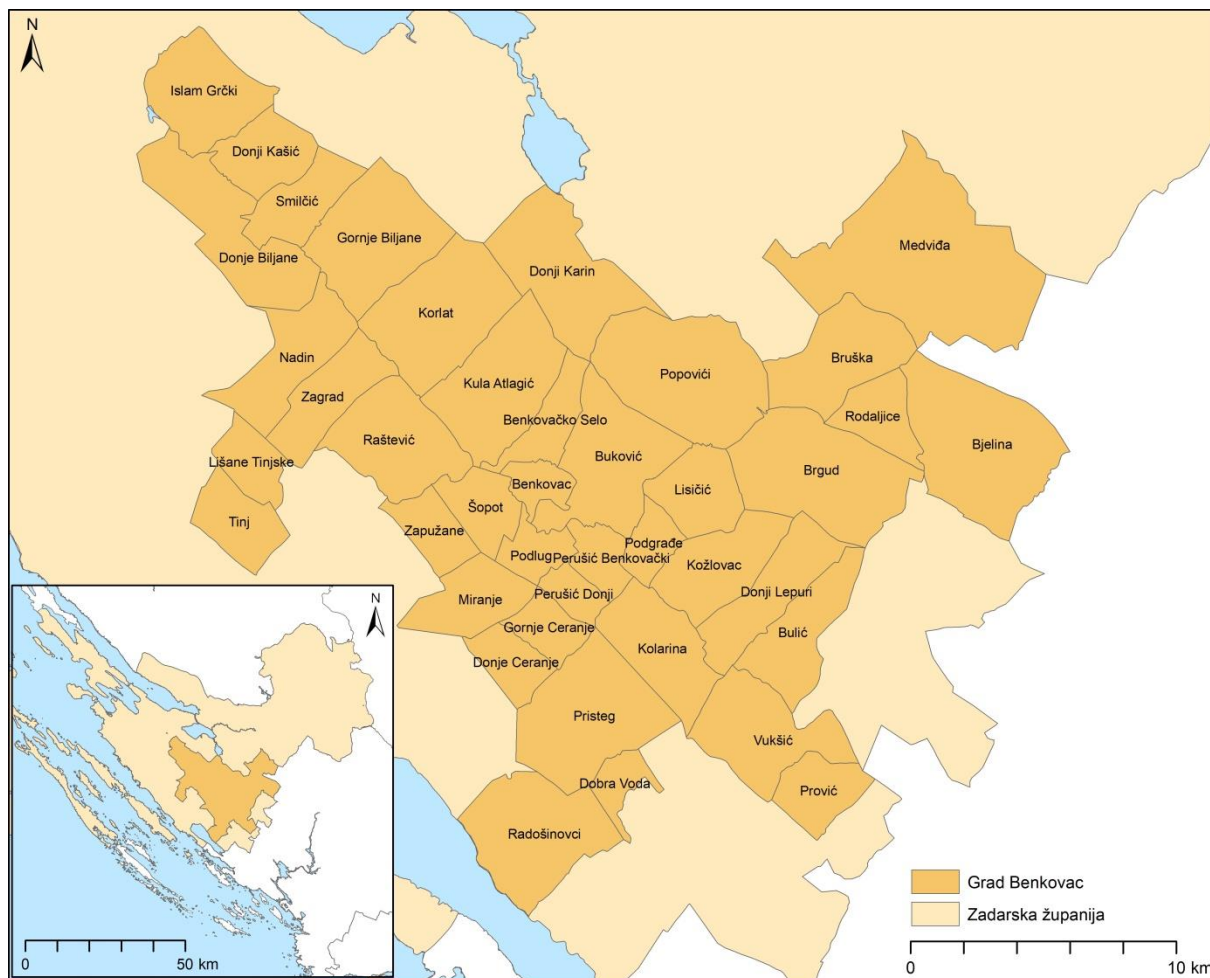 N
Islam Grčki
Donji Kašić
Smilčić
Gornje Biljane
Medviđa
Donje Biljane
Donji Karin
Korlat
Nadin
Bruška
Popovići
Kula Atlagić
Zagrad
Rodaljice
Benkovačko Selo
Raštević
Bjelina
Buković
Lišane Tinjske
Brgud
Benkovac
Lisičić
Šopot
Tinj
Zapužane
Podgrađe
Podlug
Perušić Benkovački
Kožlovac
Perušić Donji
Donji Lepuri
Miranje
Gornje Ceranje
Bulić
Kolarina
Donje Ceranje
Pristeg
Vukšić
Dobra Voda
Prović
Radošinovci
N
0 50 km
Grad Benkovac
Zadarska županija
0 10 km